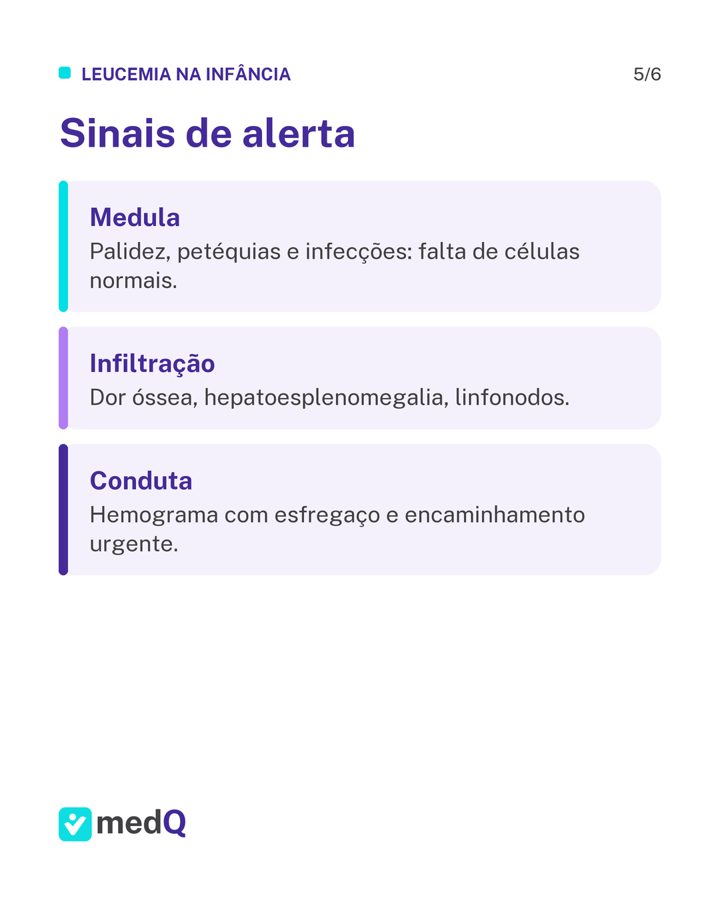 LEUCEMIA NA INFÂNCIA
5/6
Sinais de alerta
Medula
Palidez, petéquias e infecções: falta de células
normais.
Infiltração
Dor óssea, hepatoesplenomegalia, linfonodos.
Conduta
Hemograma com esfregaço e encaminhamento
urgente.
medQ